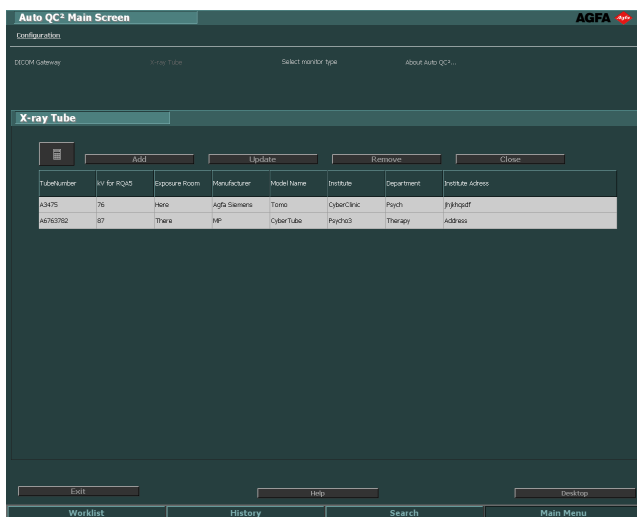 Auto QC² Main Screen
AGFA
Configuration
DICOM Gateway X-ray Tube Select monitor type About Auto QC²...
X-ray Tube
Add Update Remove Close
TubeNumber kV for RQA5 Exposure Room Manufacturer Model Name Institute Department Institute Adress
A3475 76 Here Agfa Siemens Tomo CyberClinic Psych jhjkhqsdf
A6763782 87 There MP CyberTube Psycho3 Therapy Address
Exit Help Desktop
Worklist History Search Main Menu